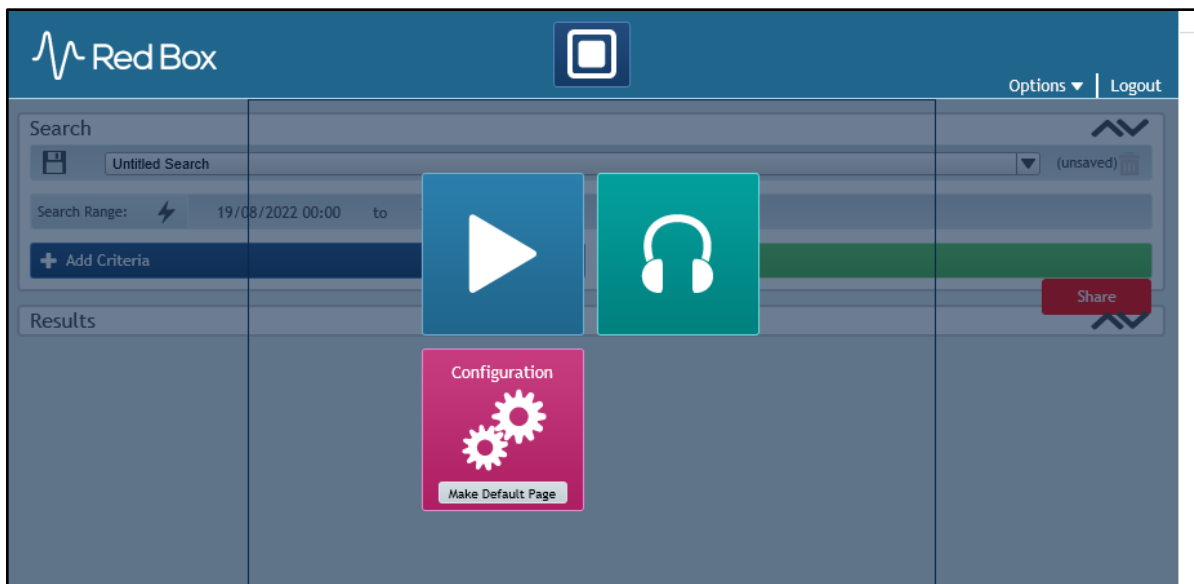 Red Box
Options Logout
Search
Untitled Search (unsaved)
Search Range: 19/08/2022 00:00 to
Add Criteria
Share
Results
Configuration
Make Default Page